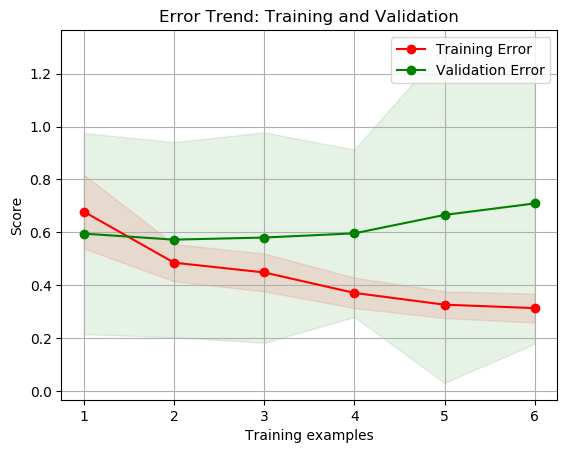 Error Trend: Training and Validation
Training Error
Validation Error
1.2
1.0
0.8
0.6
0.4
0.2
0.0
Score
1 2 3 4 5 6
Training examples